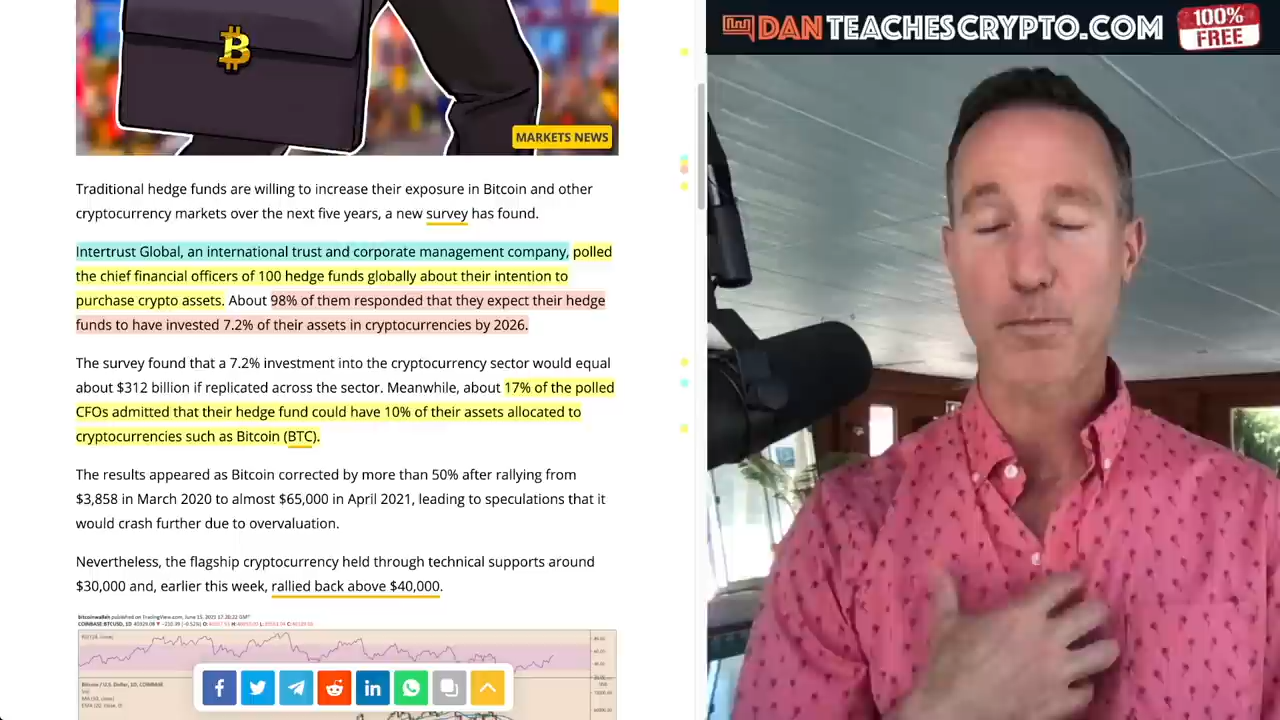 DANTEACHESCRYPTO.COM
100%
FREE
MARKETS NEWS
Traditional hedge funds are willing to increase their exposure in Bitcoin and other
cryptocurrency markets over the next five years, a new survey has found.
Intertrust Global, an international trust and corporate management company, polled
the chief financial officers of 100 hedge funds globally about their intention to
purchase crypto assets. About 98% of them responded that they expect their hedge
funds to have invested 7.2% of their assets in cryptocurrencies by 2026.
The survey found that a 7.2% investment into the cryptocurrency sector would equal
about $312 billion if replicated across the sector. Meanwhile, about 17% of the polled
CFOs admitted that their hedge fund could have 10% of their assets allocated to
cryptocurrencies such as Bitcoin (BTC).
The results appeared as Bitcoin corrected by more than 50% after rallying from
$3,858 in March 2020 to almost $65,000 in April 2021, leading to speculations that it
would crash further due to overvaluation.
Nevertheless, the flagship cryptocurrency held through technical supports around
$30,000 and, earlier this week, rallied back above $40,000.